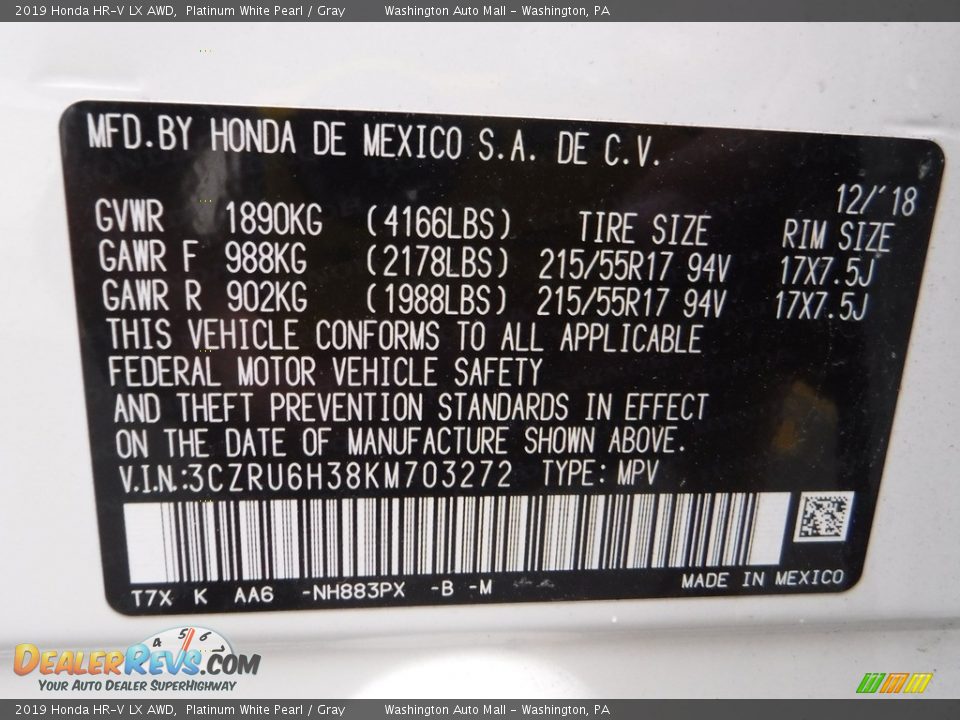 2019 Honda HR-V LX AWD, Platinum White Pearl / Gray Washington Auto Mall - Washington, PA
MFD.BY HONDA DE MEXICO S.A. DE C.V.
12/'18
GVWR 1890KG (4166LBS) TIRE SIZE RIM SIZE
GAWR F 988KG (2178LBS) 215/55R17 94V 17X7.5J
GAWR R 902KG (1988LBS) 215/55R17 94V 17X7.5J
THIS VEHICLE CONFORMS TO ALL APPLICABLE
FEDERAL MOTOR VEHICLE SAFETY
AND THEFT PREVENTION STANDARDS IN EFFECT
ON THE DATE OF MANUFACTURE SHOWN ABOVE.
V.I.N.:3CZRU6H38KM703272 TYPE: MPV
T7X K AA6 -NH883PX -B -M MADE IN MEXICO
4 5 6
DEALERREVS.COM
YOUR AUTO DEALER SUPERHIGHWAY
2019 Honda HR-V LX AWD, Platinum White Pearl / Gray Washington Auto Mall - Washington, PA